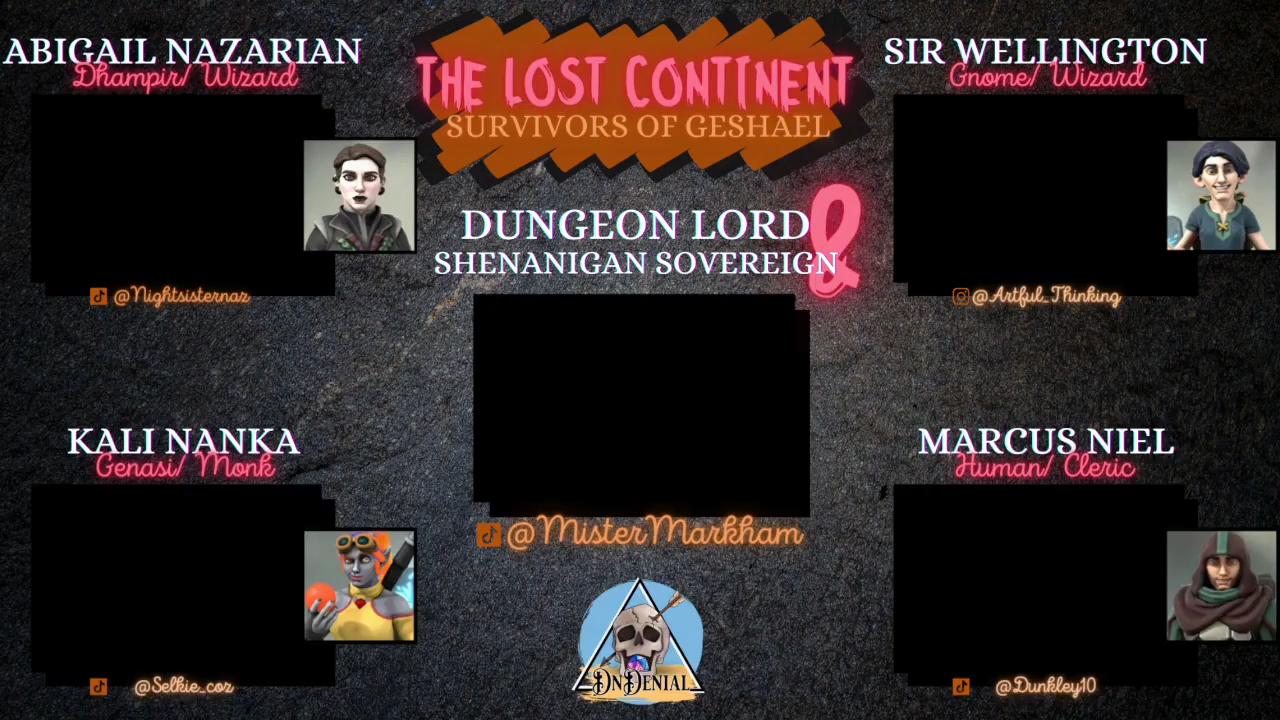 ABIGAIL NAZARIAN
Dhampir/ Wizard
@Nightsisternaz
THE LOST CONTINENT
SURVIVORS OF GESHAEL
SIR WELLINGTON
Gnome/ Wizard
@Artful_Thinking
DUNGEON LORD
&
SHENANIGAN SOVEREIGN
@MisterMarkham
KALI NANKA
Genasi/ Monk
@Selkie_coz
MARCUS NIEL
Human/ Cleric
@Dunkley10
DNDENIAL